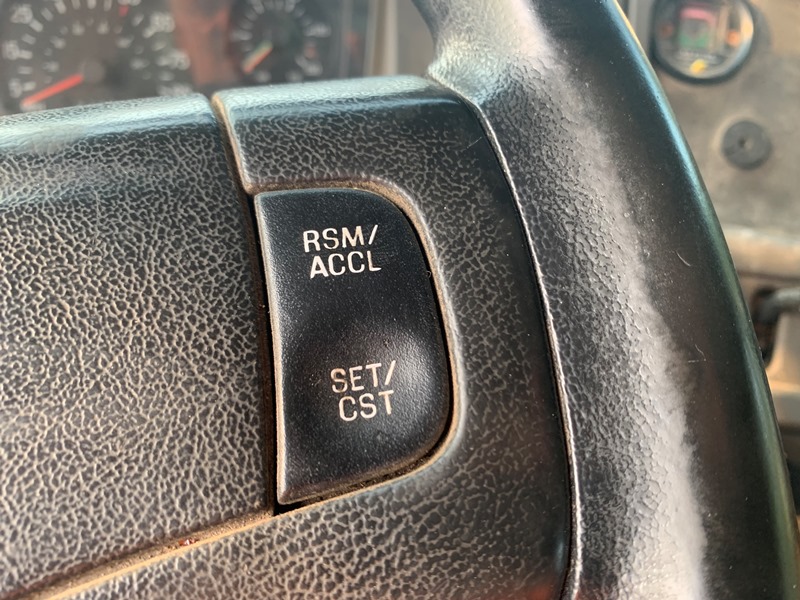 RSM/
ACCL
SET/
CST